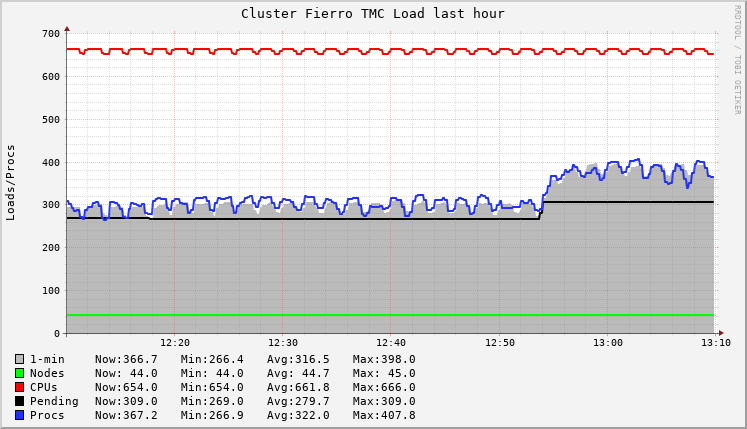 Cluster Fierro TMC Load last hour
RRDTOOL / TOBI OETIKER
Loads/Procs
700
600
500
400
300
200
100
0
12:20 12:30 12:40 12:50 13:00 13:10
1-min Now:366.7 Min:266.4 Avg:316.5 Max:398.0
Nodes Now: 44.0 Min: 44.0 Avg: 44.7 Max: 45.0
CPUs Now:654.0 Min:654.0 Avg:661.8 Max:666.0
Pending Now:309.0 Min:269.0 Avg:279.7 Max:309.0
Procs Now:367.2 Min:266.9 Avg:322.0 Max:407.8